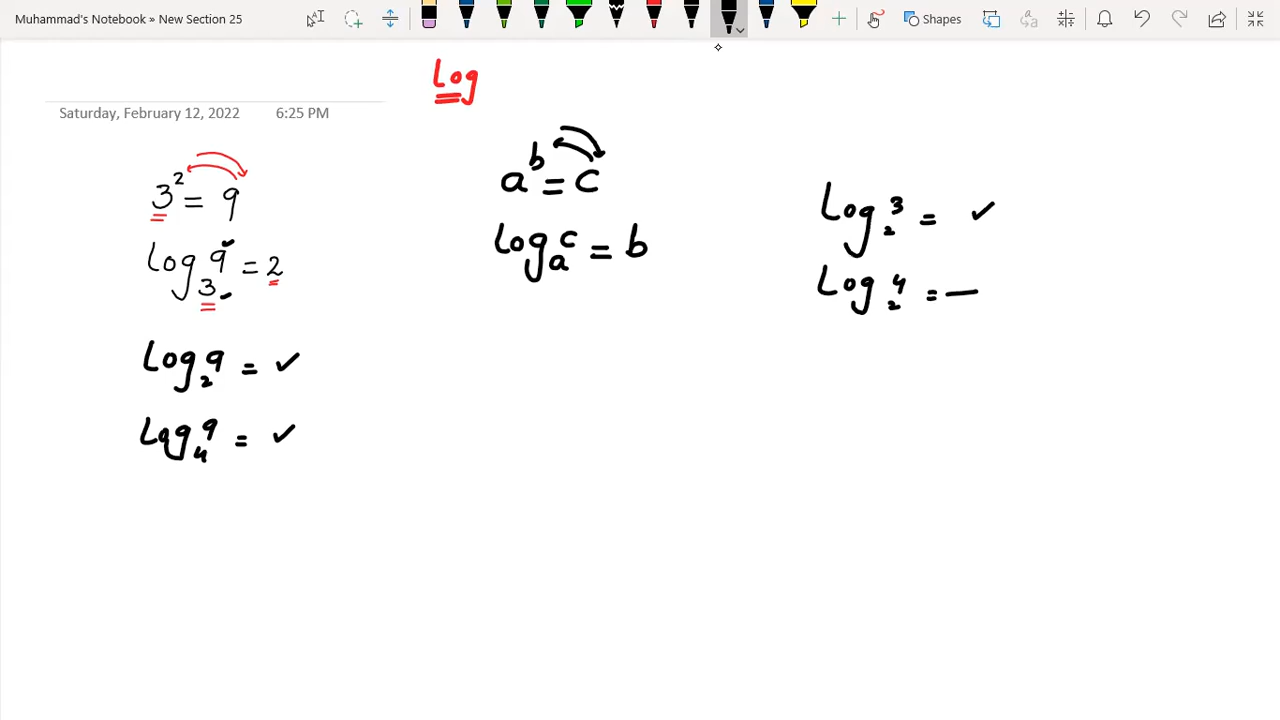 Muhammad's Notebook » New Section 25
Shapes
Log
Saturday, February 12, 2022 6:25 PM
3² = 9
log₃ 9 = 2
Log₂ 9 = ✓
Log₄ 9 = ✓
aᵇ = c
logₐ c = b
Log₂ 3 = ✓
Log₂ 4 = —